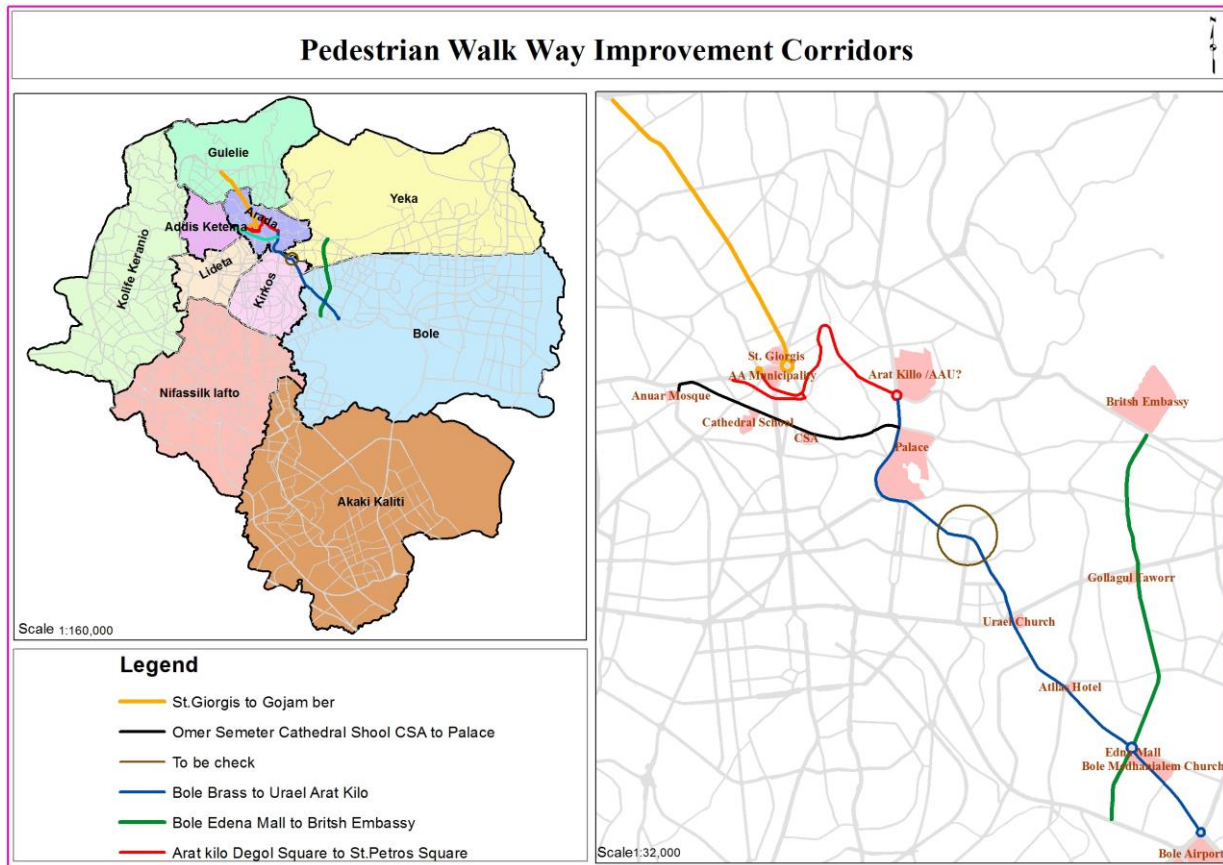 Pedestrian Walk Way Improvement Corridors
Gulelie
Yeka
Arada
Addis Ketema
Kolife Keranio
Lideta
Kirkos
Bole
Nifassilk lafto
Akaki Kaliti
Scale 1:160,000
Legend
St.Giorgis to Gojam ber
Omer Semeter Cathedral Shool CSA to Palace
To be check
Bole Brass to Urael Arat Kilo
Bole Edena Mall to Britsh Embassy
Arat kilo Degol Square to St.Petros Square
St. Giorgis
AA Municipality
Arat Killo /AAU?
Anuar Mosque
Britsh Embassy
Cathedral School
CSA
Palace
Gollagul
Urael Church
Atllas Hotel
Edna Mall
Bole Medhanialem Church
Bole Airport
Scale1:32,000